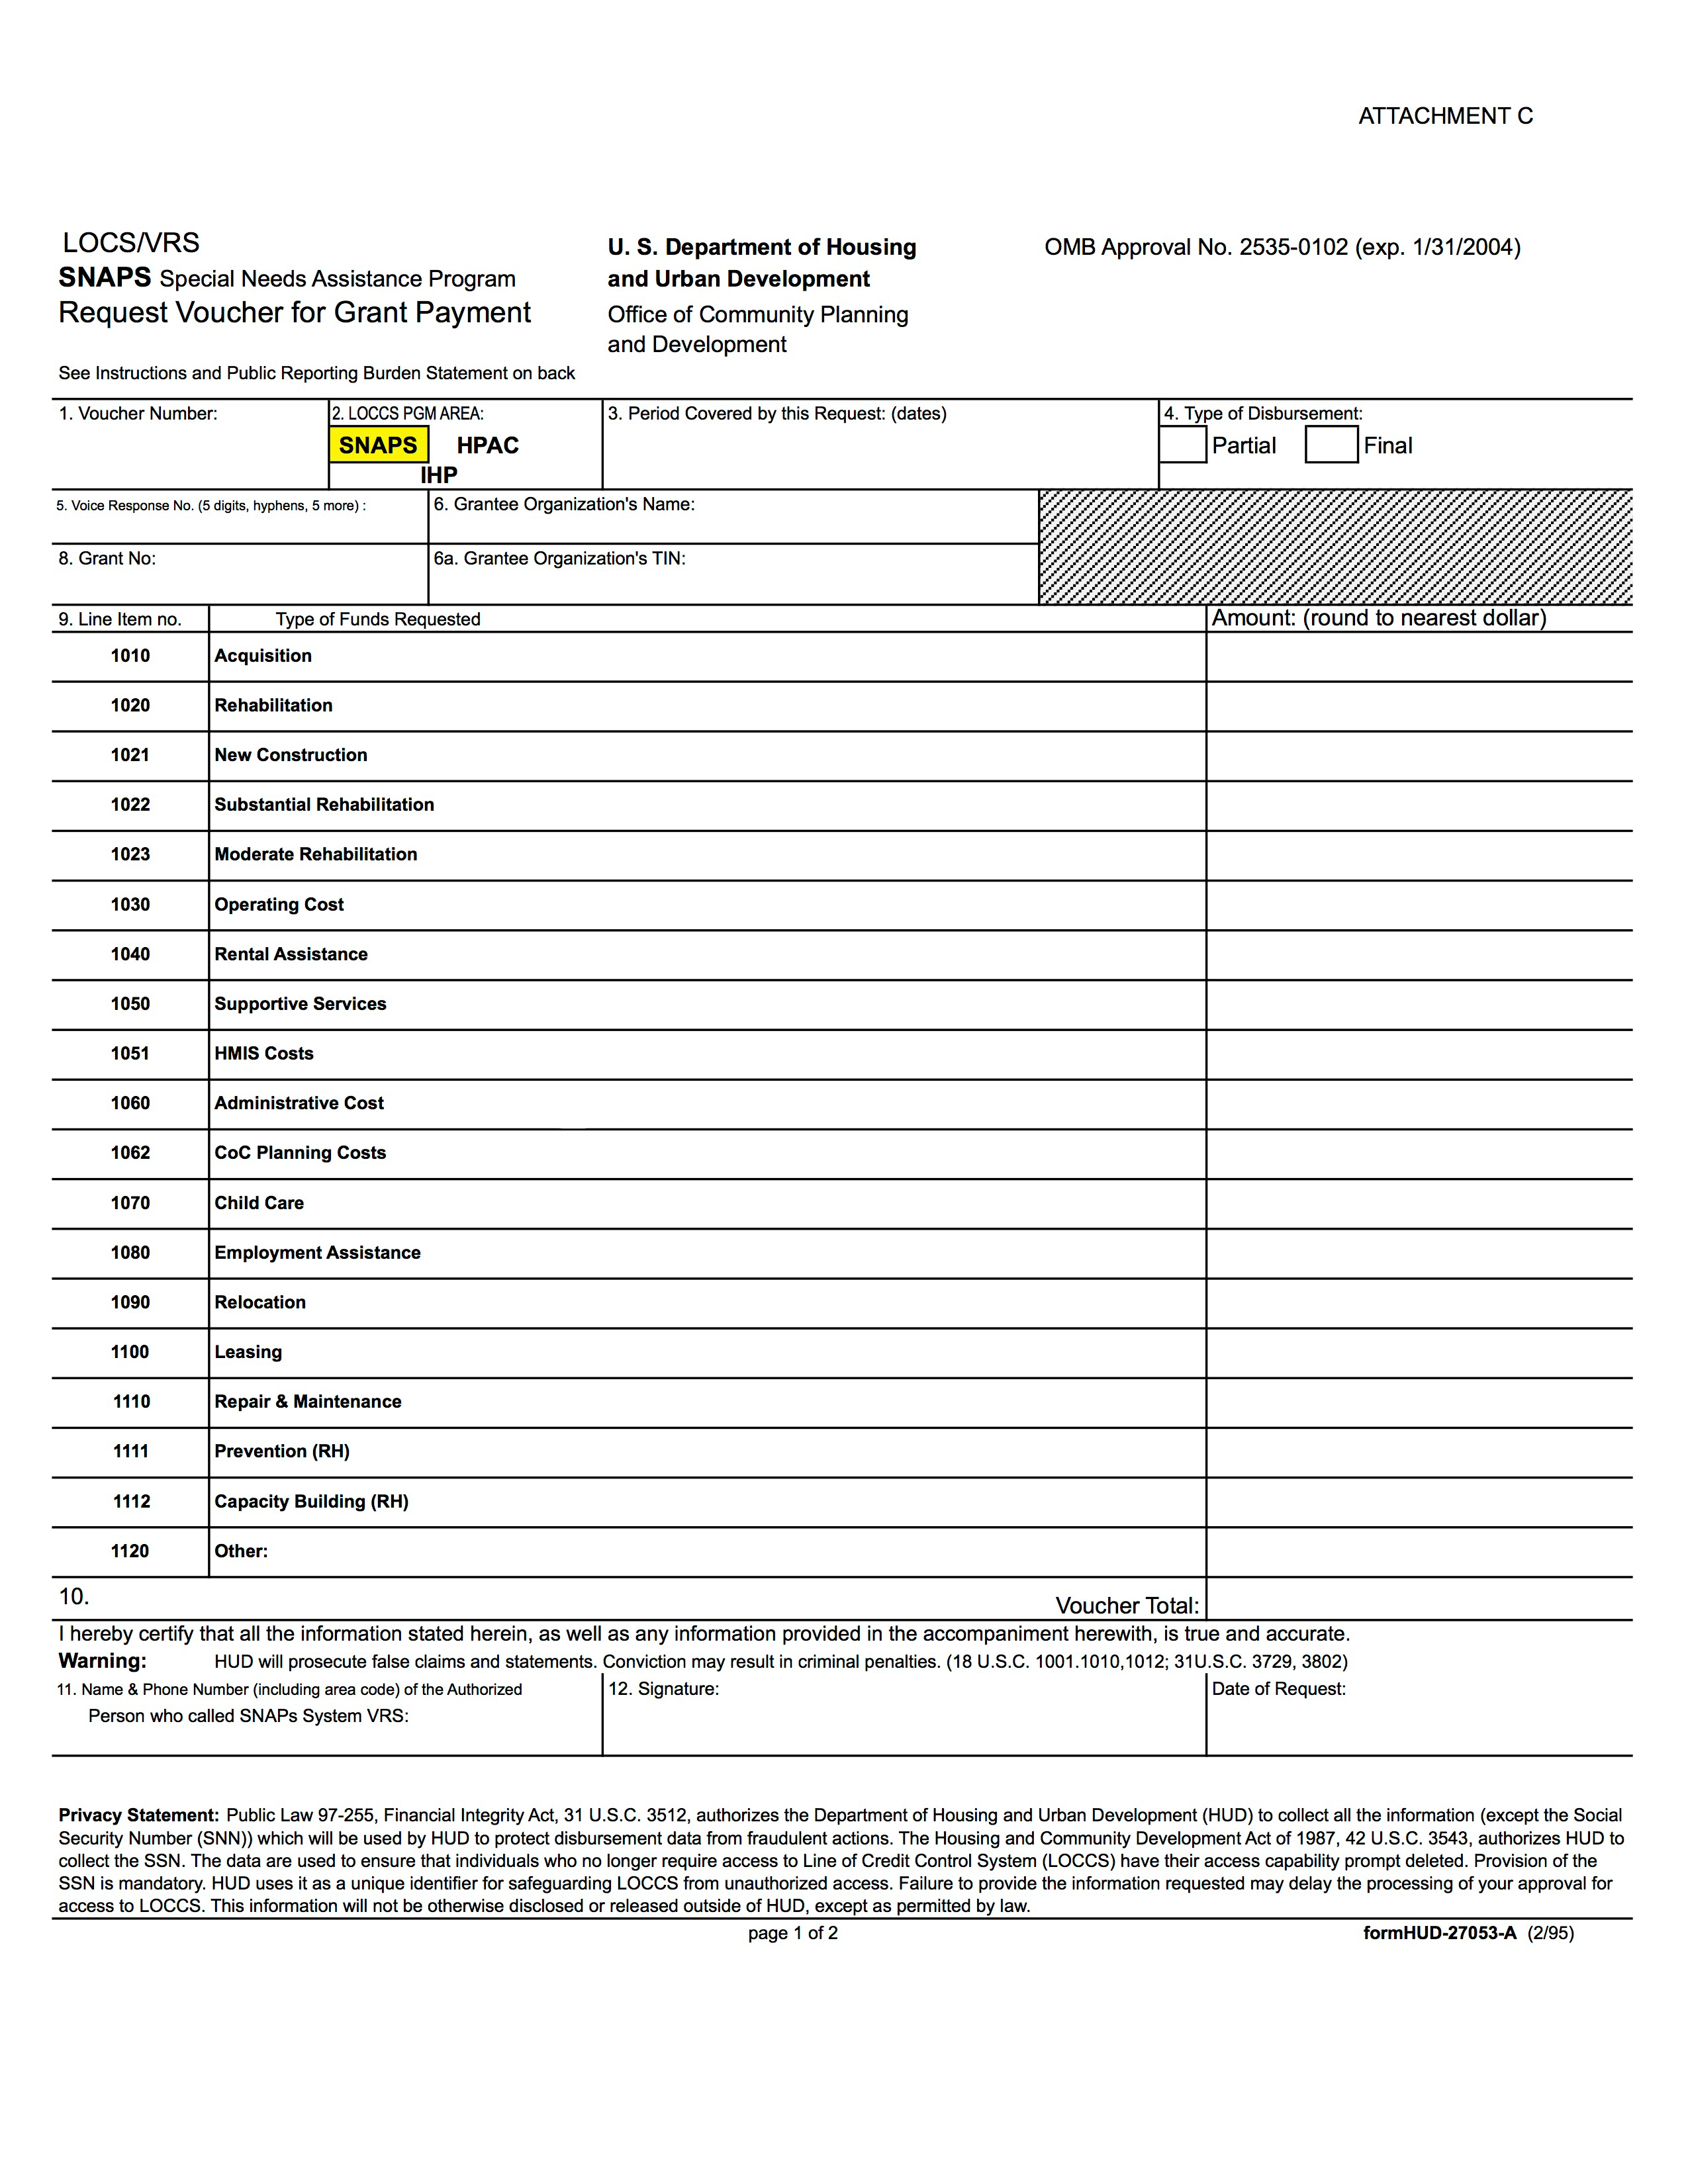 ATTACHMENT C
LOCS/VRS
SNAPS Special Needs Assistance Program
Request Voucher for Grant Payment
See Instructions and Public Reporting Burden Statement on back
U. S. Department of Housing
and Urban Development
Office of Community Planning
and Development
OMB Approval No. 2535-0102 (exp. 1/31/2004)
1. Voucher Number:
2. LOCCS PGM AREA:
SNAPS HPAC
IHP
3. Period Covered by this Request: (dates)
4. Type of Disbursement:
Partial Final
5. Voice Response No. (5 digits, hyphens, 5 more) :
6. Grantee Organization's Name:
8. Grant No:
6a. Grantee Organization's TIN:
9. Line Item no. Type of Funds Requested Amount: (round to nearest dollar)
1010 Acquisition
1020 Rehabilitation
1021 New Construction
1022 Substantial Rehabilitation
1023 Moderate Rehabilitation
1030 Operating Cost
1040 Rental Assistance
1050 Supportive Services
1051 HMIS Costs
1060 Administrative Cost
1062 CoC Planning Costs
1070 Child Care
1080 Employment Assistance
1090 Relocation
1100 Leasing
1110 Repair & Maintenance
1111 Prevention (RH)
1112 Capacity Building (RH)
1120 Other:
10. Voucher Total:
I hereby certify that all the information stated herein, as well as any information provided in the accompaniment herewith, is true and accurate.
Warning: HUD will prosecute false claims and statements. Conviction may result in criminal penalties. (18 U.S.C. 1001.1010,1012; 31U.S.C. 3729, 3802)
11. Name & Phone Number (including area code) of the Authorized
Person who called SNAPs System VRS:
12. Signature:
Date of Request:
Privacy Statement: Public Law 97-255, Financial Integrity Act, 31 U.S.C. 3512, authorizes the Department of Housing and Urban Development (HUD) to collect all the information (except the Social
Security Number (SNN)) which will be used by HUD to protect disbursement data from fraudulent actions. The Housing and Community Development Act of 1987, 42 U.S.C. 3543, authorizes HUD to
collect the SSN. The data are used to ensure that individuals who no longer require access to Line of Credit Control System (LOCCS) have their access capability prompt deleted. Provision of the
SSN is mandatory. HUD uses it as a unique identifier for safeguarding LOCCS from unauthorized access. Failure to provide the information requested may delay the processing of your approval for
access to LOCCS. This information will not be otherwise disclosed or released outside of HUD, except as permitted by law.
page 1 of 2
formHUD-27053-A (2/95)